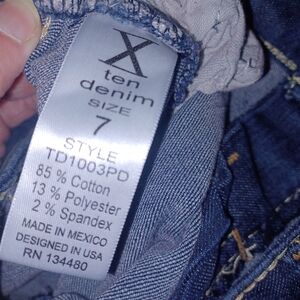 X
ten
denim
SIZE
7
STYLE
TD1003PD
85 % Cotton
13 % Polyester
2 % Spandex
MADE IN MEXICO
DESIGNED IN USA
RN 134480